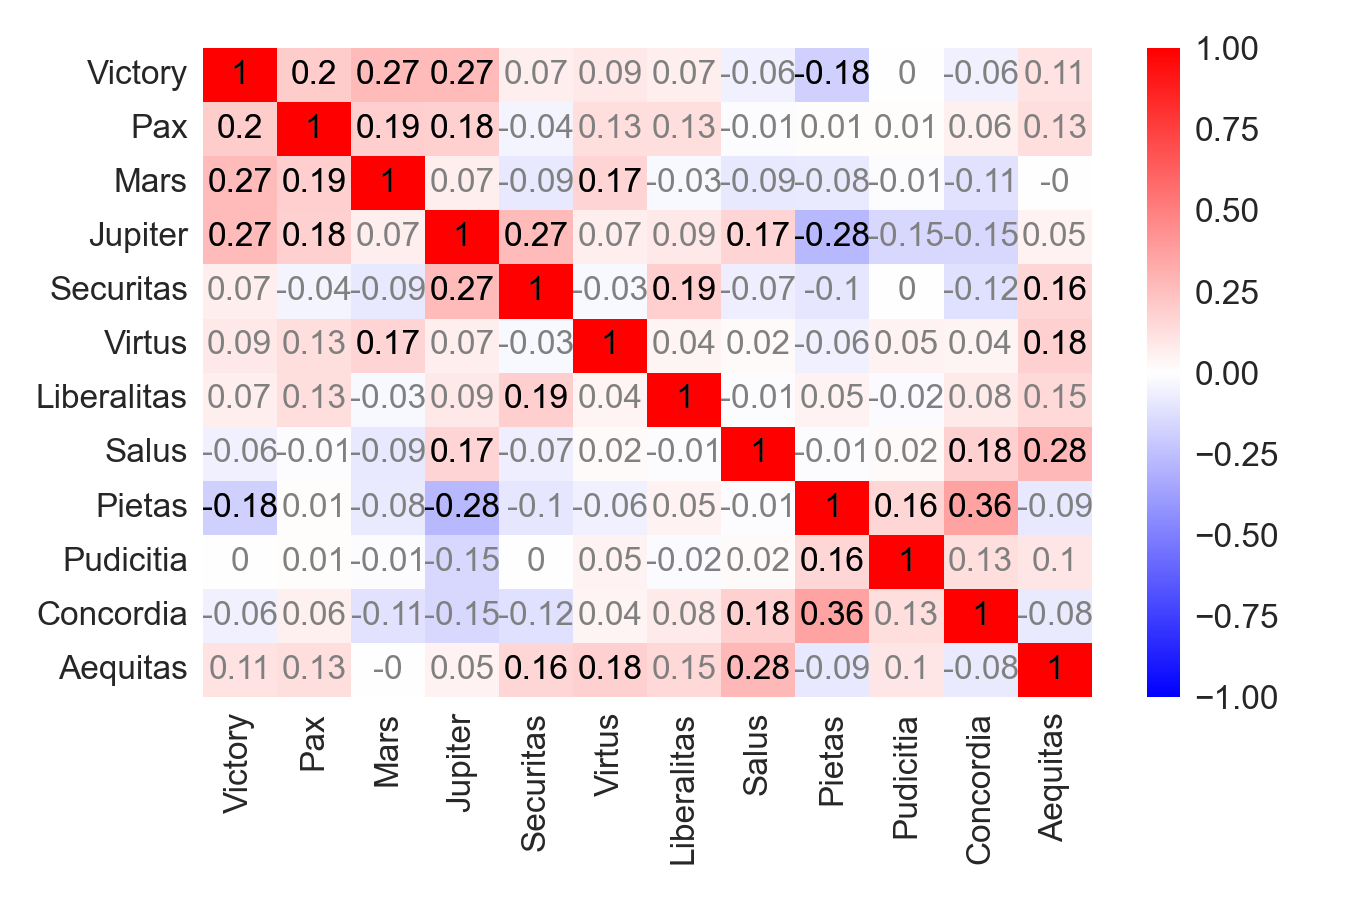 Victory 1 0.2 0.27 0.27 0.07 0.09 0.07 -0.06 -0.18 0 -0.06 0.11
Pax 0.2 1 0.19 0.18 -0.04 0.13 0.13 -0.01 0.01 0.01 0.06 0.13
Mars 0.27 0.19 1 0.07 -0.09 0.17 -0.03 -0.09 -0.08 -0.01 -0.11 -0
Jupiter 0.27 0.18 0.07 1 0.27 0.07 0.09 0.17 -0.28 -0.15 -0.15 0.05
Securitas 0.07 -0.04 -0.09 0.27 1 -0.03 0.19 -0.07 -0.1 0 -0.12 0.16
Virtus 0.09 0.13 0.17 0.07 -0.03 1 0.04 0.02 -0.06 0.05 0.04 0.18
Liberalitas 0.07 0.13 -0.03 0.09 0.19 0.04 1 -0.01 0.05 -0.02 0.08 0.15
Salus -0.06 -0.01 -0.09 0.17 -0.07 0.02 -0.01 1 -0.01 0.02 0.18 0.28
Pietas -0.18 0.01 -0.08 -0.28 -0.1 -0.06 0.05 -0.01 1 0.16 0.36 -0.09
Pudicitia 0 0.01 -0.01 -0.15 0 0.05 -0.02 0.02 0.16 1 0.13 0.1
Concordia -0.06 0.06 -0.11 -0.15 -0.12 0.04 0.08 0.18 0.36 0.13 1 -0.08
Aequitas 0.11 0.13 -0 0.05 0.16 0.18 0.15 0.28 -0.09 0.1 -0.08 1
Victory
Pax
Mars
Jupiter
Securitas
Virtus
Liberalitas
Salus
Pietas
Pudicitia
Concordia
Aequitas
1.00
0.75
0.50
0.25
0.00
−0.25
−0.50
−0.75
−1.00